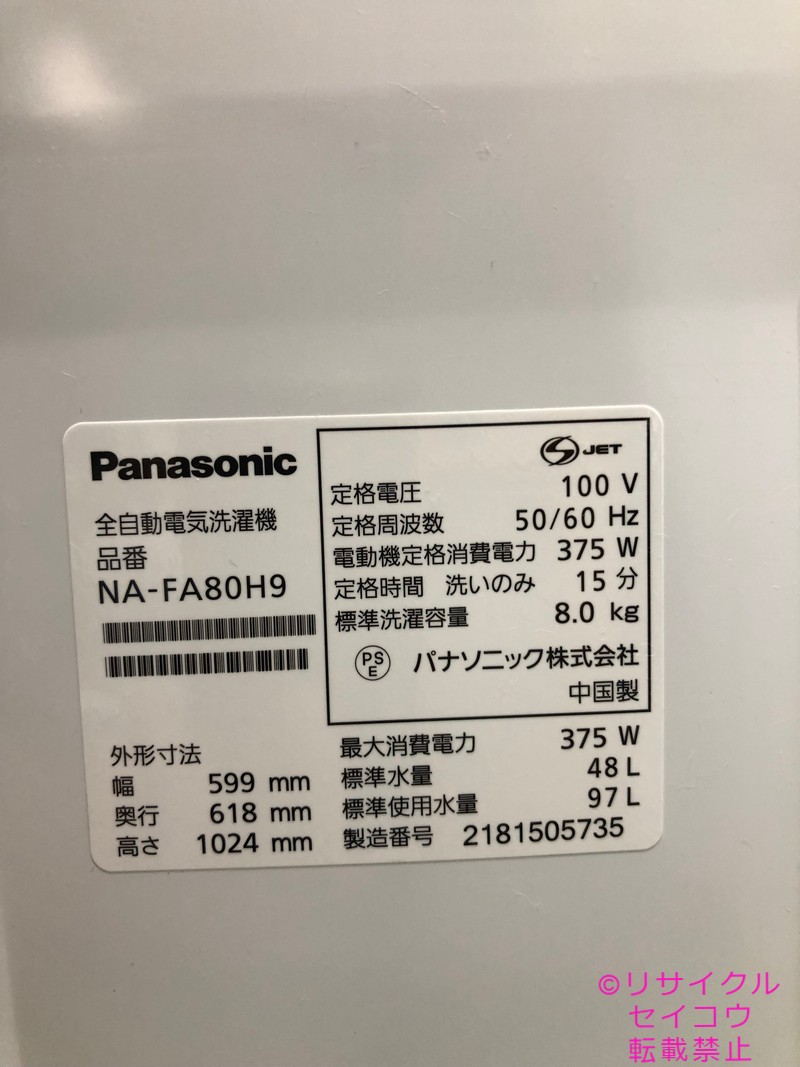 Panasonic
全自動電気洗濯機
品番
NA-FA80H9
外形寸法
幅 599 mm
奥行 618 mm
高さ 1024 mm
JET
定格電圧 100 V
定格周波数 50/60 Hz
電動機定格消費電力 375 W
定格時間 洗いのみ 15 分
標準洗濯容量 8.0 kg
PS
E
パナソニック株式会社
中国製
最大消費電力 375 W
標準水量 48 L
標準使用水量 97 L
製造番号 2181505735
©リサイクル
セイコウ
転載禁止